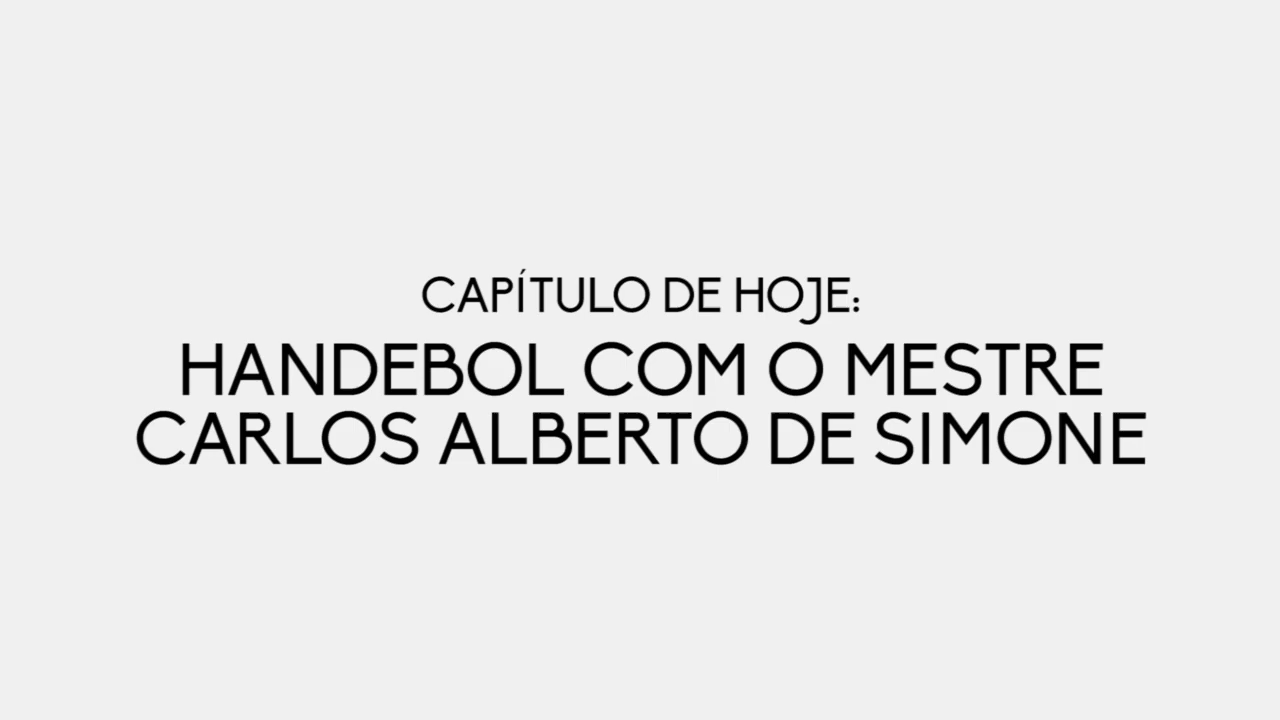 CAPÍTULO DE HOJE:
HANDEBOL COM O MESTRE
CARLOS ALBERTO DE SIMONE